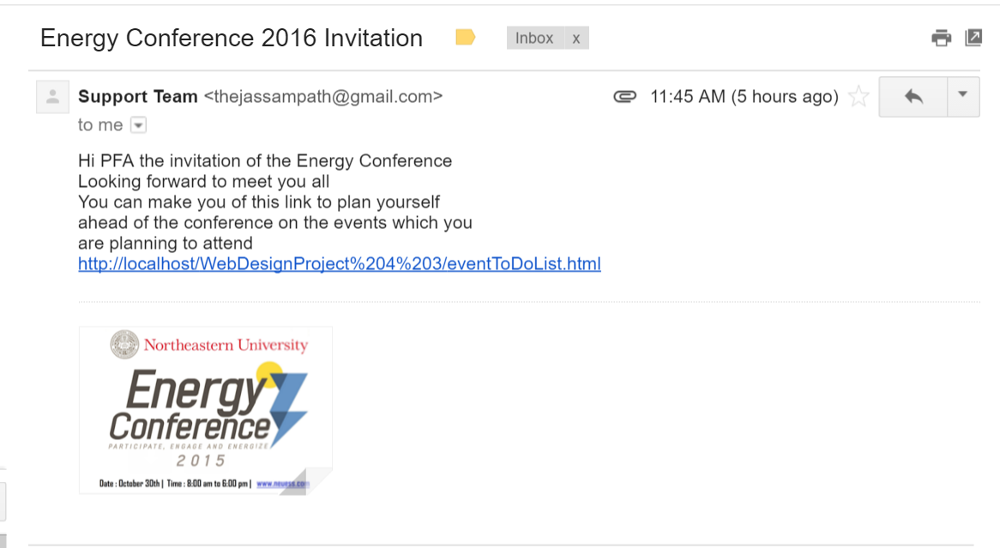 Energy Conference 2016 Invitation
Inbox x
Support Team <thejassampath@gmail.com>
11:45 AM (5 hours ago)
to me
Hi PFA the invitation of the Energy Conference
Looking forward to meet you all
You can make you of this link to plan yourself
ahead of the conference on the events which you
are planning to attend
http://localhost/WebDesignProject%204%203/eventToDoList.html
Northeastern University
Energy
Conference
PARTICIPATE, ENGAGE AND ENERGIZE
2015
Date : October 30th | Time : 8:00 am to 6:00 pm |